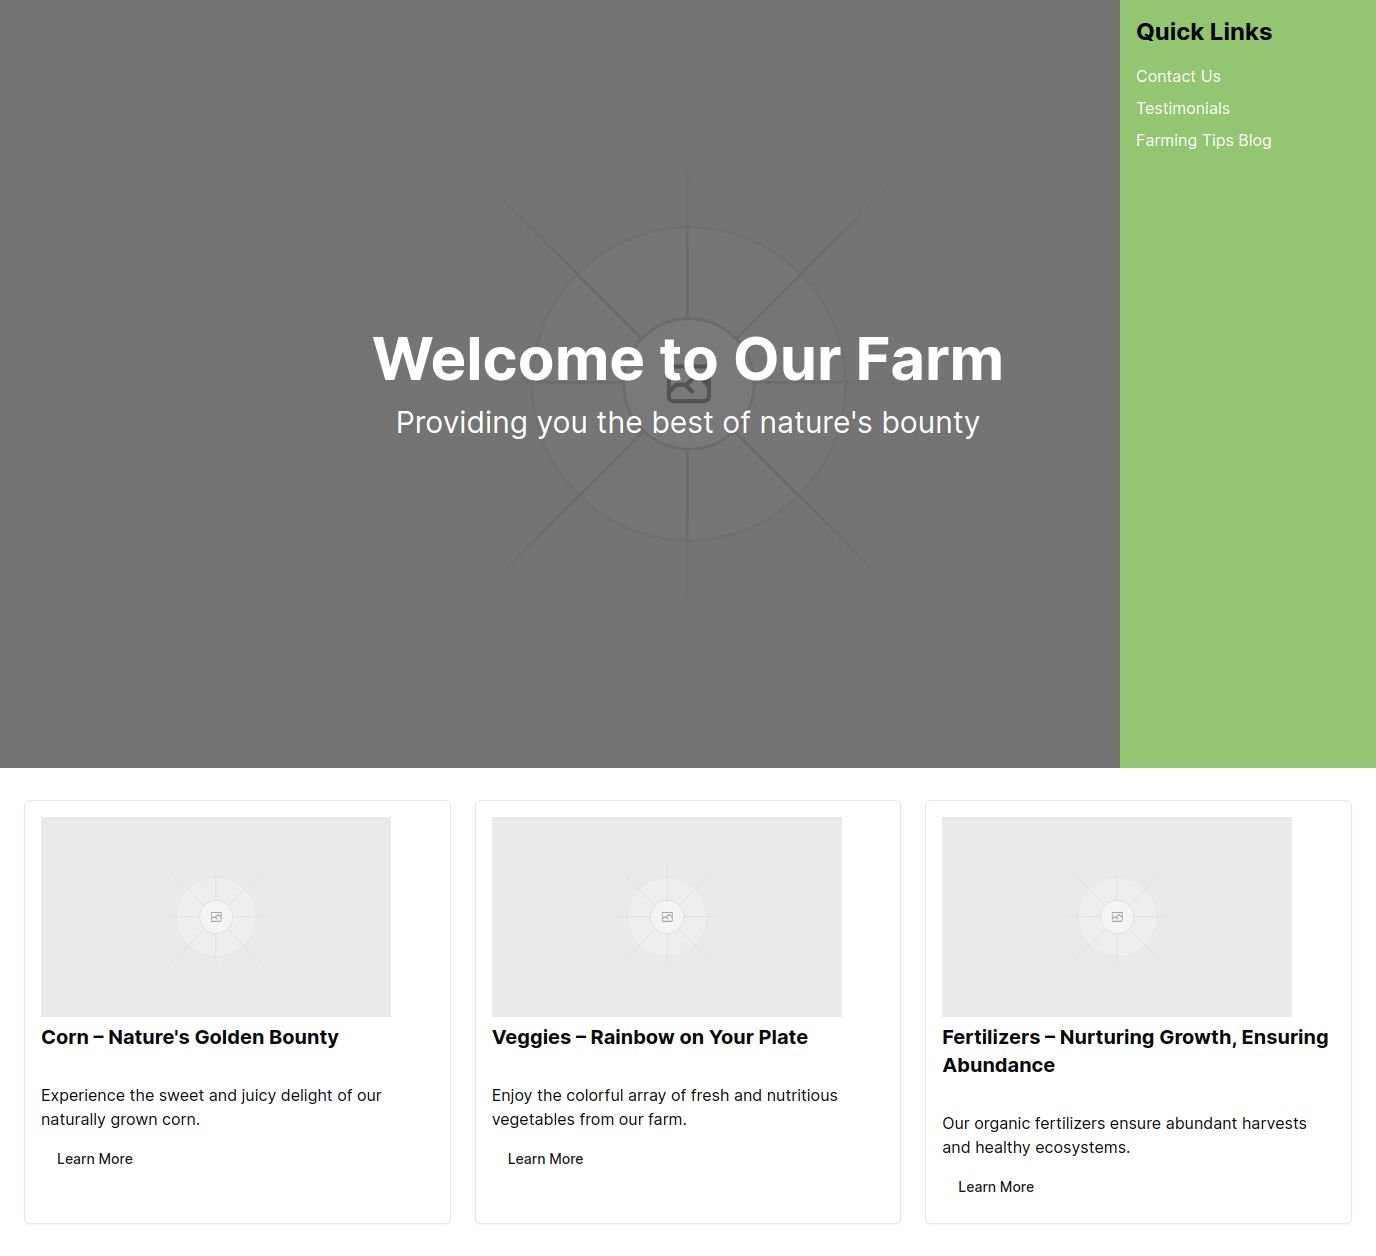 Quick Links
Contact Us
Testimonials
Farming Tips Blog
Welcome to Our Farm
Providing you the best of nature's bounty
Corn – Nature's Golden Bounty
Experience the sweet and juicy delight of our
naturally grown corn.
Learn More
Veggies – Rainbow on Your Plate
Enjoy the colorful array of fresh and nutritious
vegetables from our farm.
Learn More
Fertilizers – Nurturing Growth, Ensuring
Abundance
Our organic fertilizers ensure abundant harvests
and healthy ecosystems.
Learn More